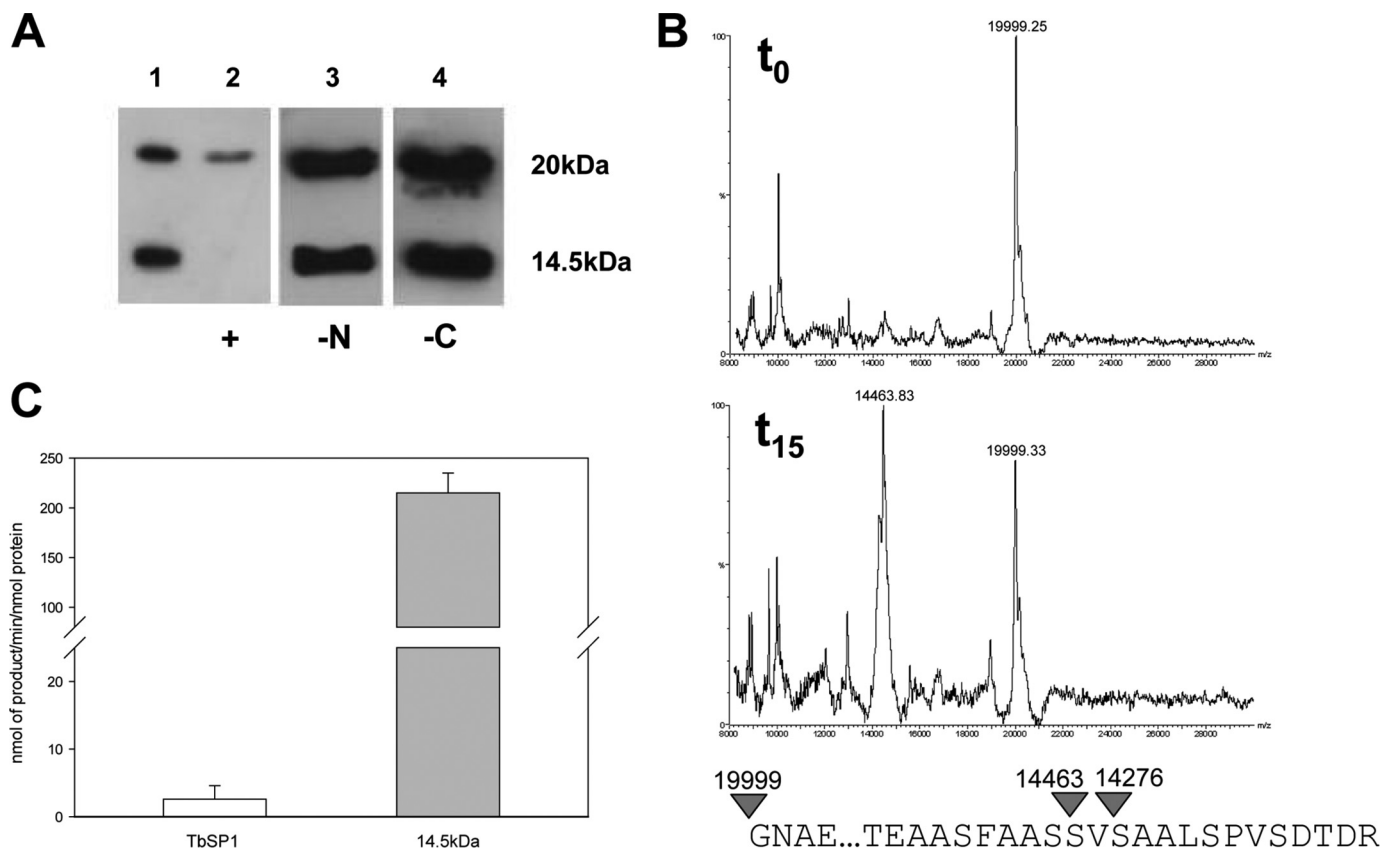 A
1 2 3 4
20kDa
14.5kDa
+ -N -C
B
t0
19999.25
100
%
0
8000 10000 12000 14000 16000 18000 20000 22000 24000 26000 28000 m/z
t15
14463.83
19999.33
100
%
0
8000 10000 12000 14000 16000 18000 20000 22000 24000 26000 28000 m/z
19999 14463 14276
GNAE...TEAASFAASSVSAALSPVSDTDR
C
nmol of product/min/nmol protein
250
200
150
100
20
10
0
TbSP1 14.5kDa